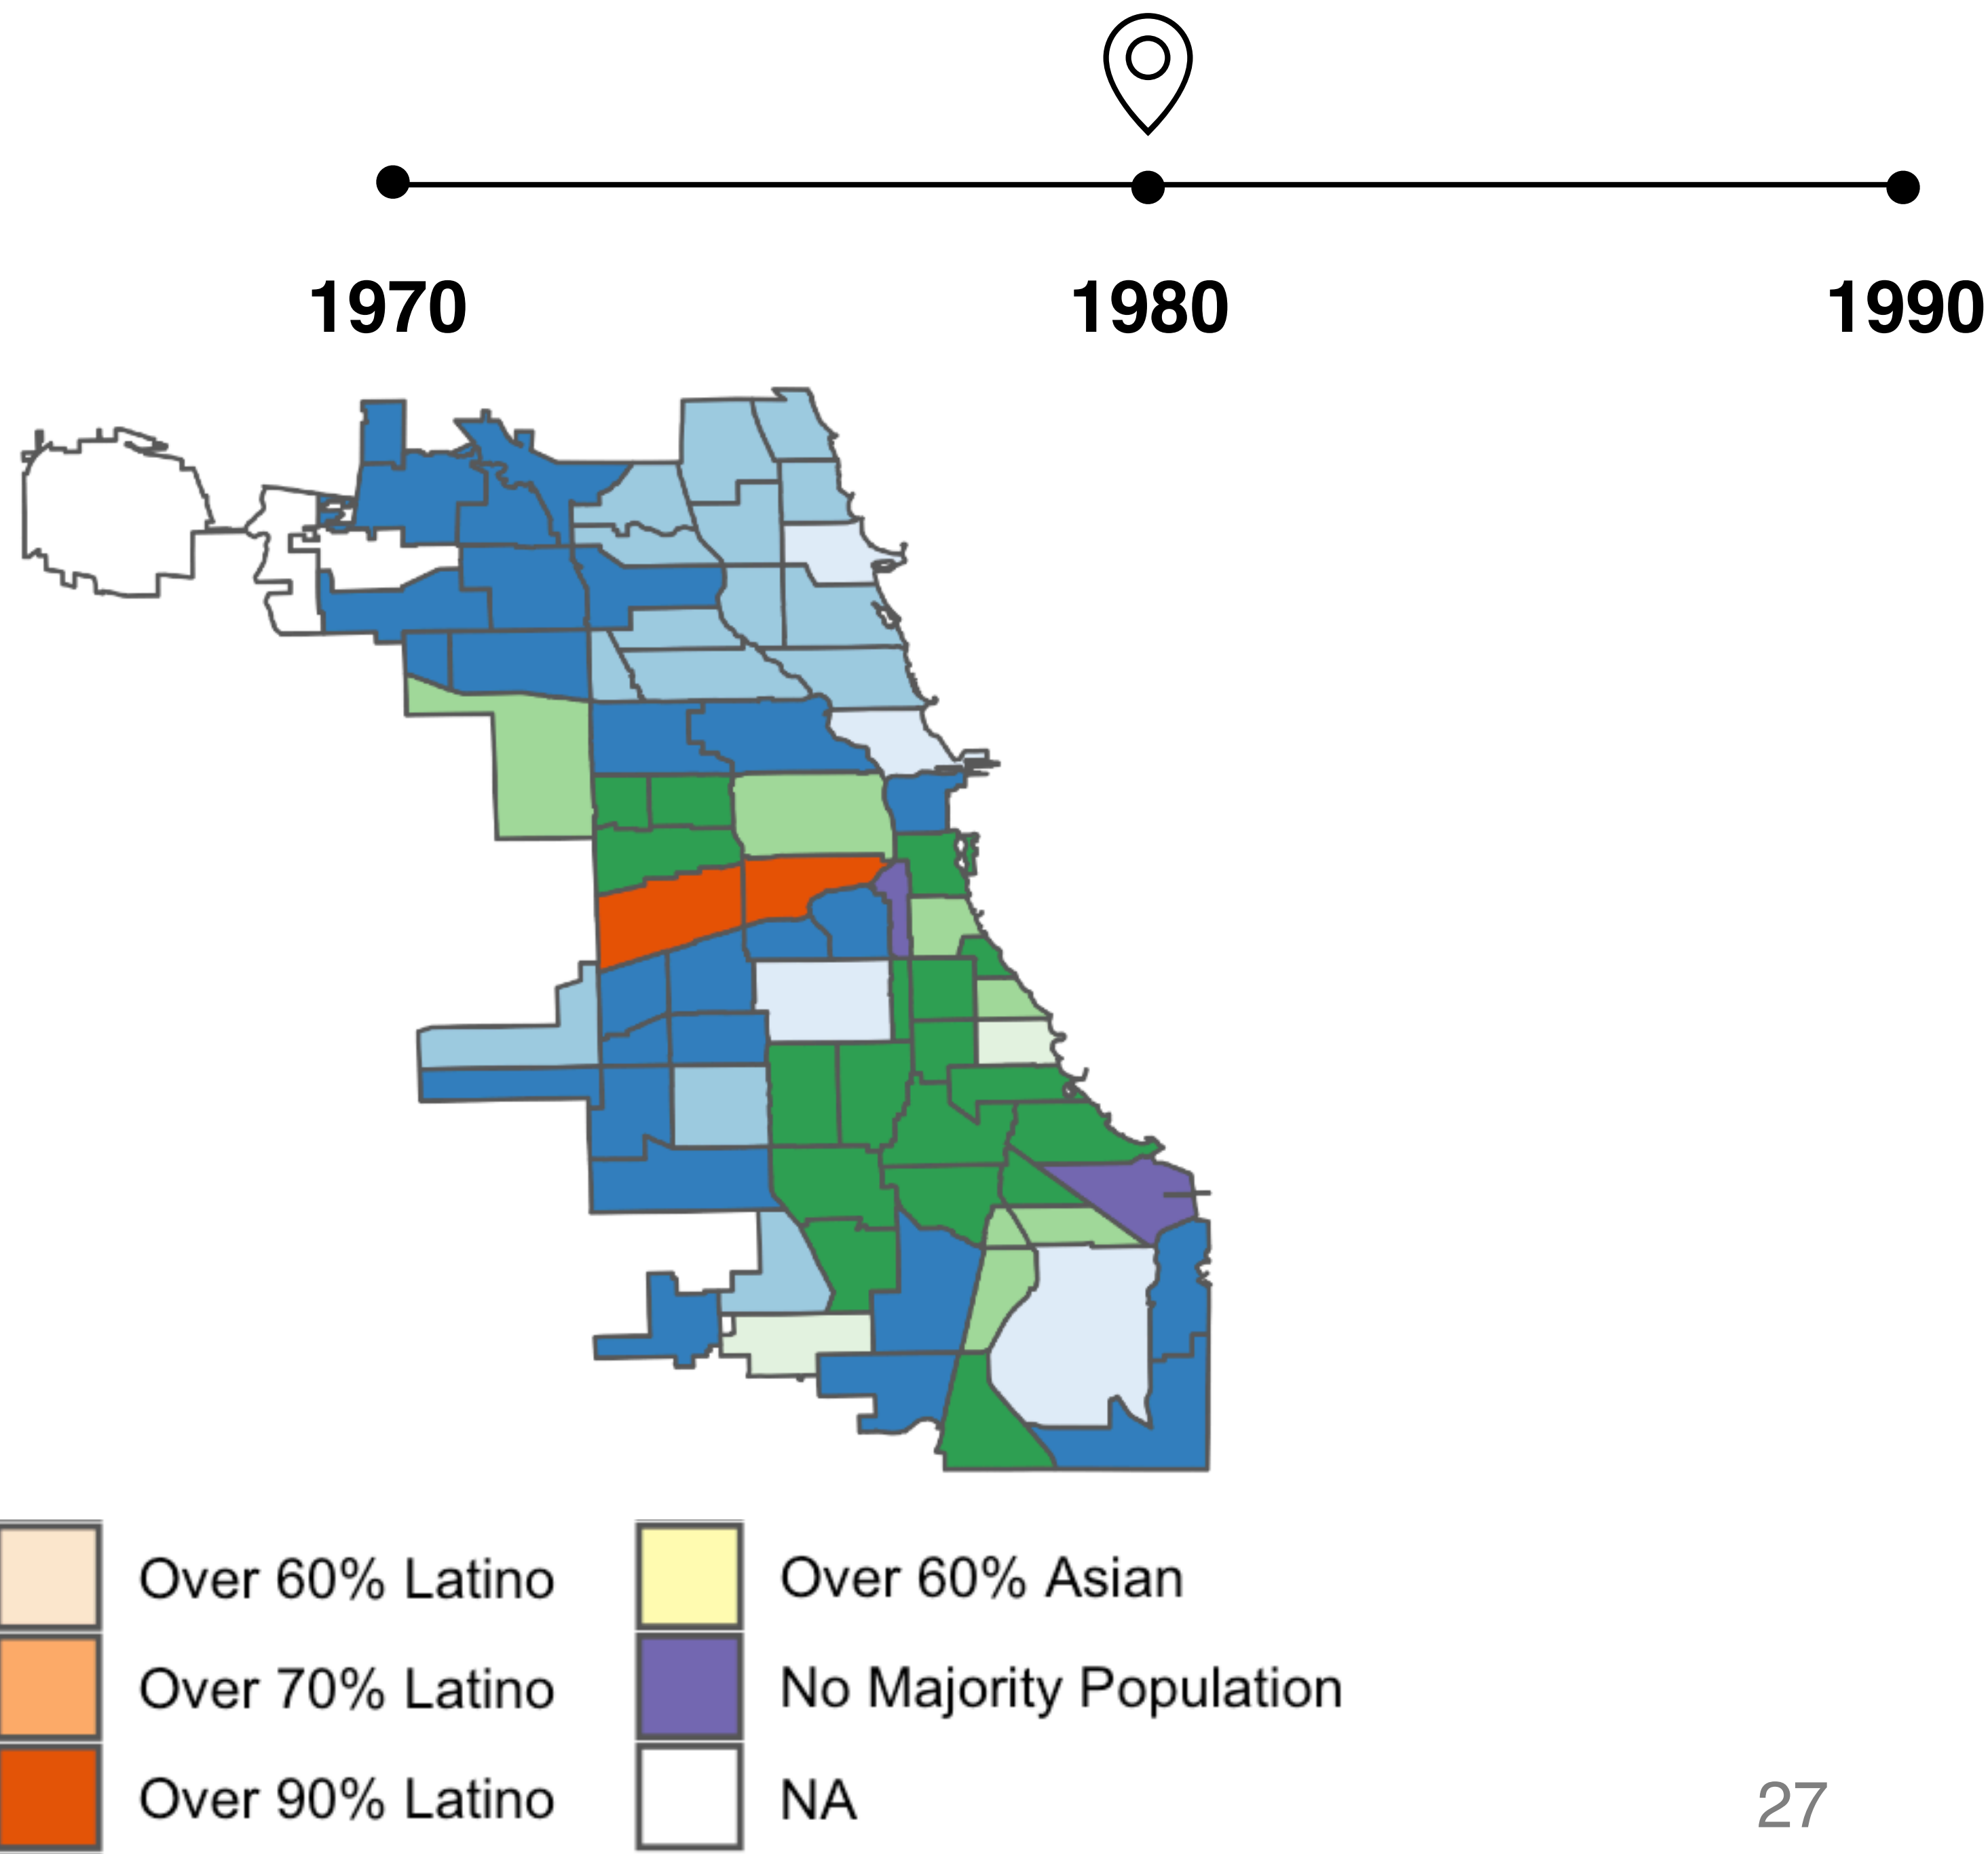 1970
1980
1990
Over 60% Latino
Over 60% Asian
Over 70% Latino
No Majority Population
Over 90% Latino
NA
27